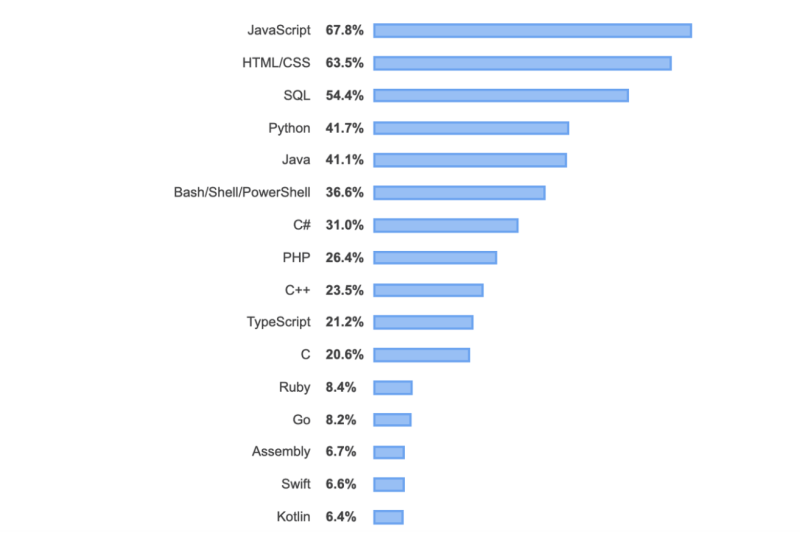 JavaScript 67.8%
HTML/CSS 63.5%
SQL 54.4%
Python 41.7%
Java 41.1%
Bash/Shell/PowerShell 36.6%
C# 31.0%
PHP 26.4%
C++ 23.5%
TypeScript 21.2%
C 20.6%
Ruby 8.4%
Go 8.2%
Assembly 6.7%
Swift 6.6%
Kotlin 6.4%